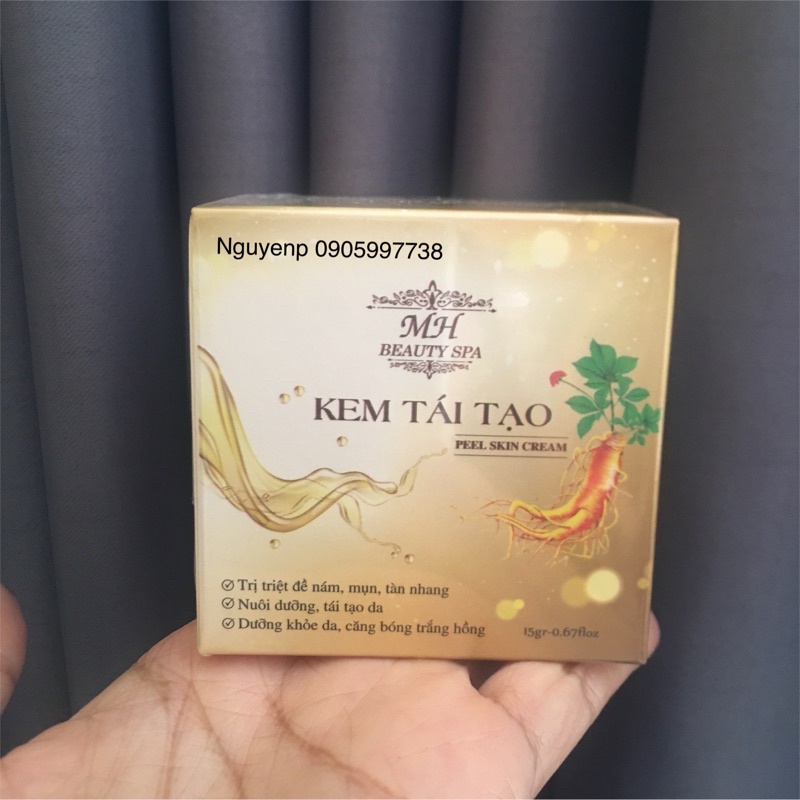 Nguyenp 0905997738
MH
BEAUTY SPA
KEM TÁI TẠO
PEEL SKIN CREAM
Trị triệt đề nám, mụn, tàn nhang
Nuôi dưỡng, tái tạo da
Dưỡng khỏe da, căng bóng trắng hồng
15gr-0.67floz